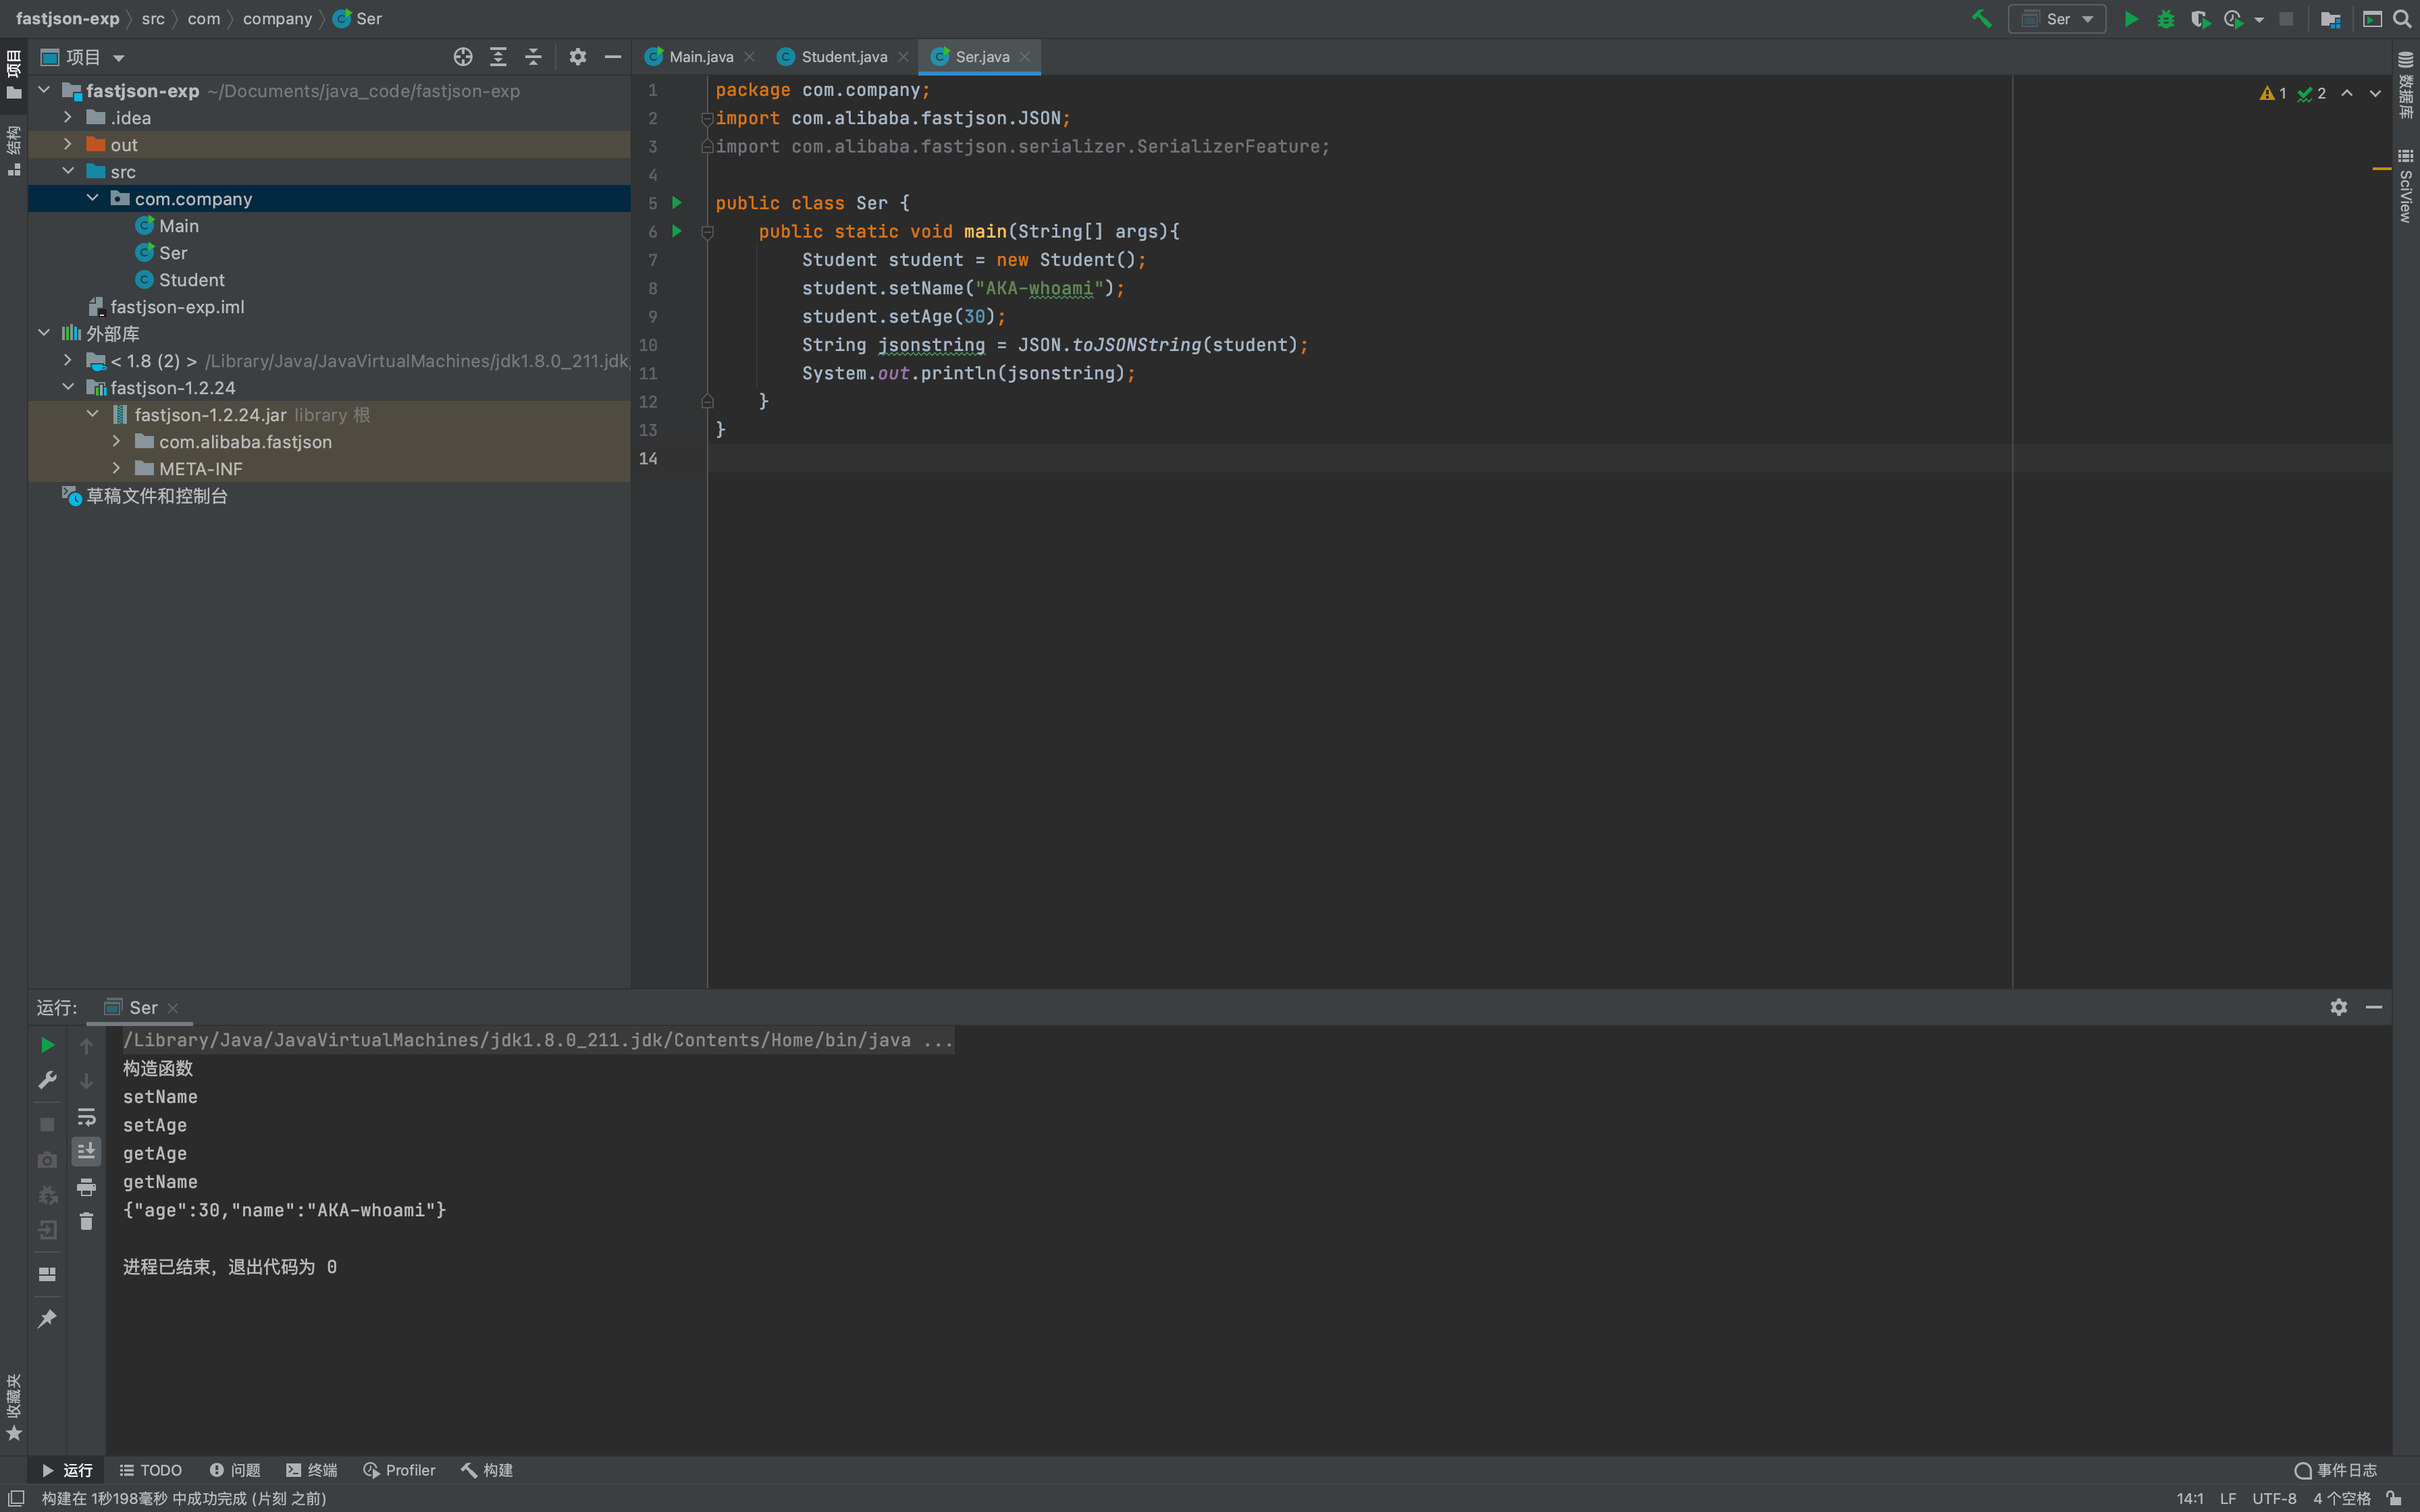 fastjson-exp
src
com
company
Ser
Ser
项目
Main.java
Student.java
Ser.java
项目
结构
收藏夹
fastjson-exp ~/Documents/java_code/fastjson-exp
.idea
out
src
com.company
Main
Ser
Student
fastjson-exp.iml
外部库
< 1.8 (2) > /Library/Java/JavaVirtualMachines/jdk1.8.0_211.jdk
fastjson-1.2.24
fastjson-1.2.24.jar library 根
com.alibaba.fastjson
META-INF
草稿文件和控制台
1 package com.company;
2 import com.alibaba.fastjson.JSON;
3 import com.alibaba.fastjson.serializer.SerializerFeature;
4
5 public class Ser {
6 public static void main(String[] args){
7 Student student = new Student();
8 student.setName("AKA-whoami");
9 student.setAge(30);
10 String jsonstring = JSON.toJSONString(student);
11 System.out.println(jsonstring);
12 }
13 }
14
1 2
数据库
SciView
运行: Ser
/Library/Java/JavaVirtualMachines/jdk1.8.0_211.jdk/Contents/Home/bin/java ...
构造函数
setName
setAge
getAge
getName
{"age":30,"name":"AKA-whoami"}
进程已结束，退出代码为 0
运行 TODO 问题 终端 Profiler 构建 事件日志
构建在 1秒198毫秒 中成功完成 (片刻 之前) 14:1 LF UTF-8 4 个空格